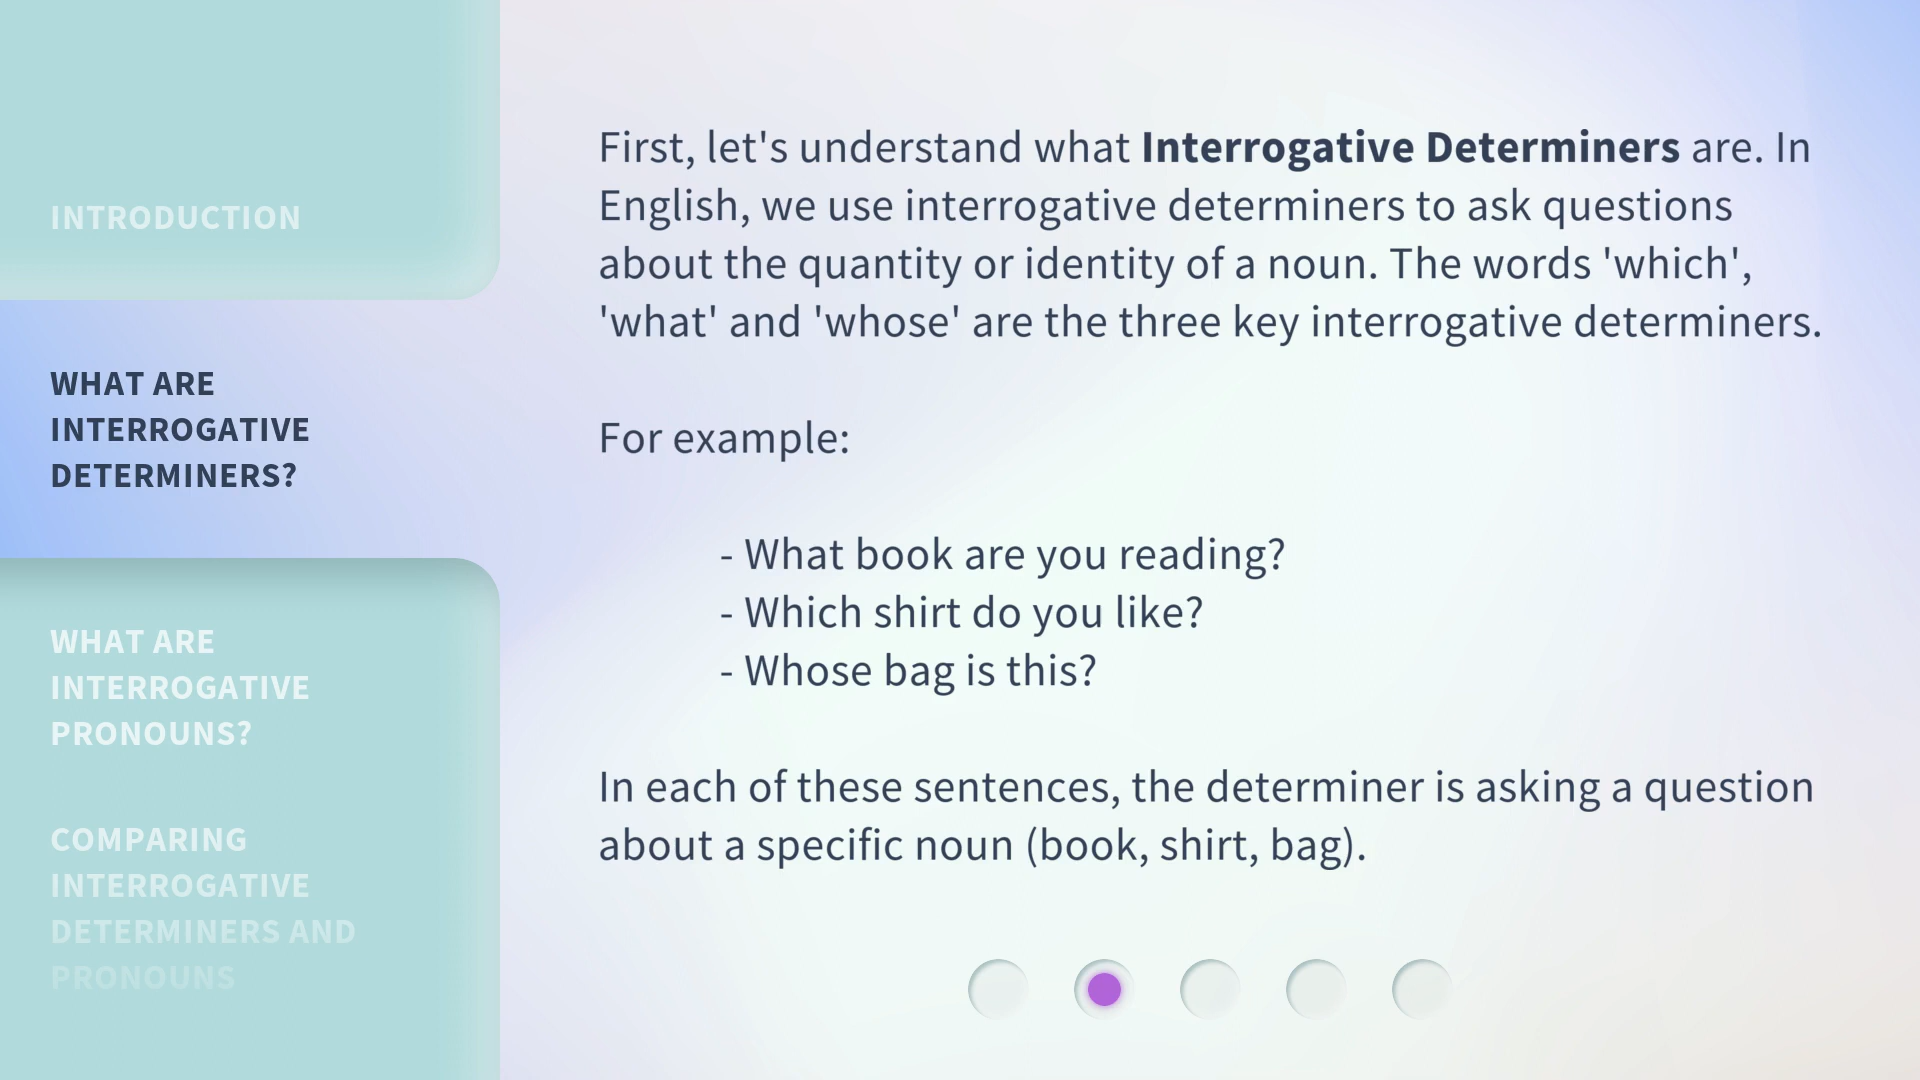 INTRODUCTION
WHAT ARE
INTERROGATIVE
DETERMINERS?
WHAT ARE
INTERROGATIVE
PRONOUNS?
COMPARING
INTERROGATIVE
DETERMINERS AND
PRONOUNS
First, let's understand what Interrogative Determiners are. In
English, we use interrogative determiners to ask questions
about the quantity or identity of a noun. The words 'which',
'what' and 'whose' are the three key interrogative determiners.
For example:
- What book are you reading?
- Which shirt do you like?
- Whose bag is this?
In each of these sentences, the determiner is asking a question
about a specific noun (book, shirt, bag).